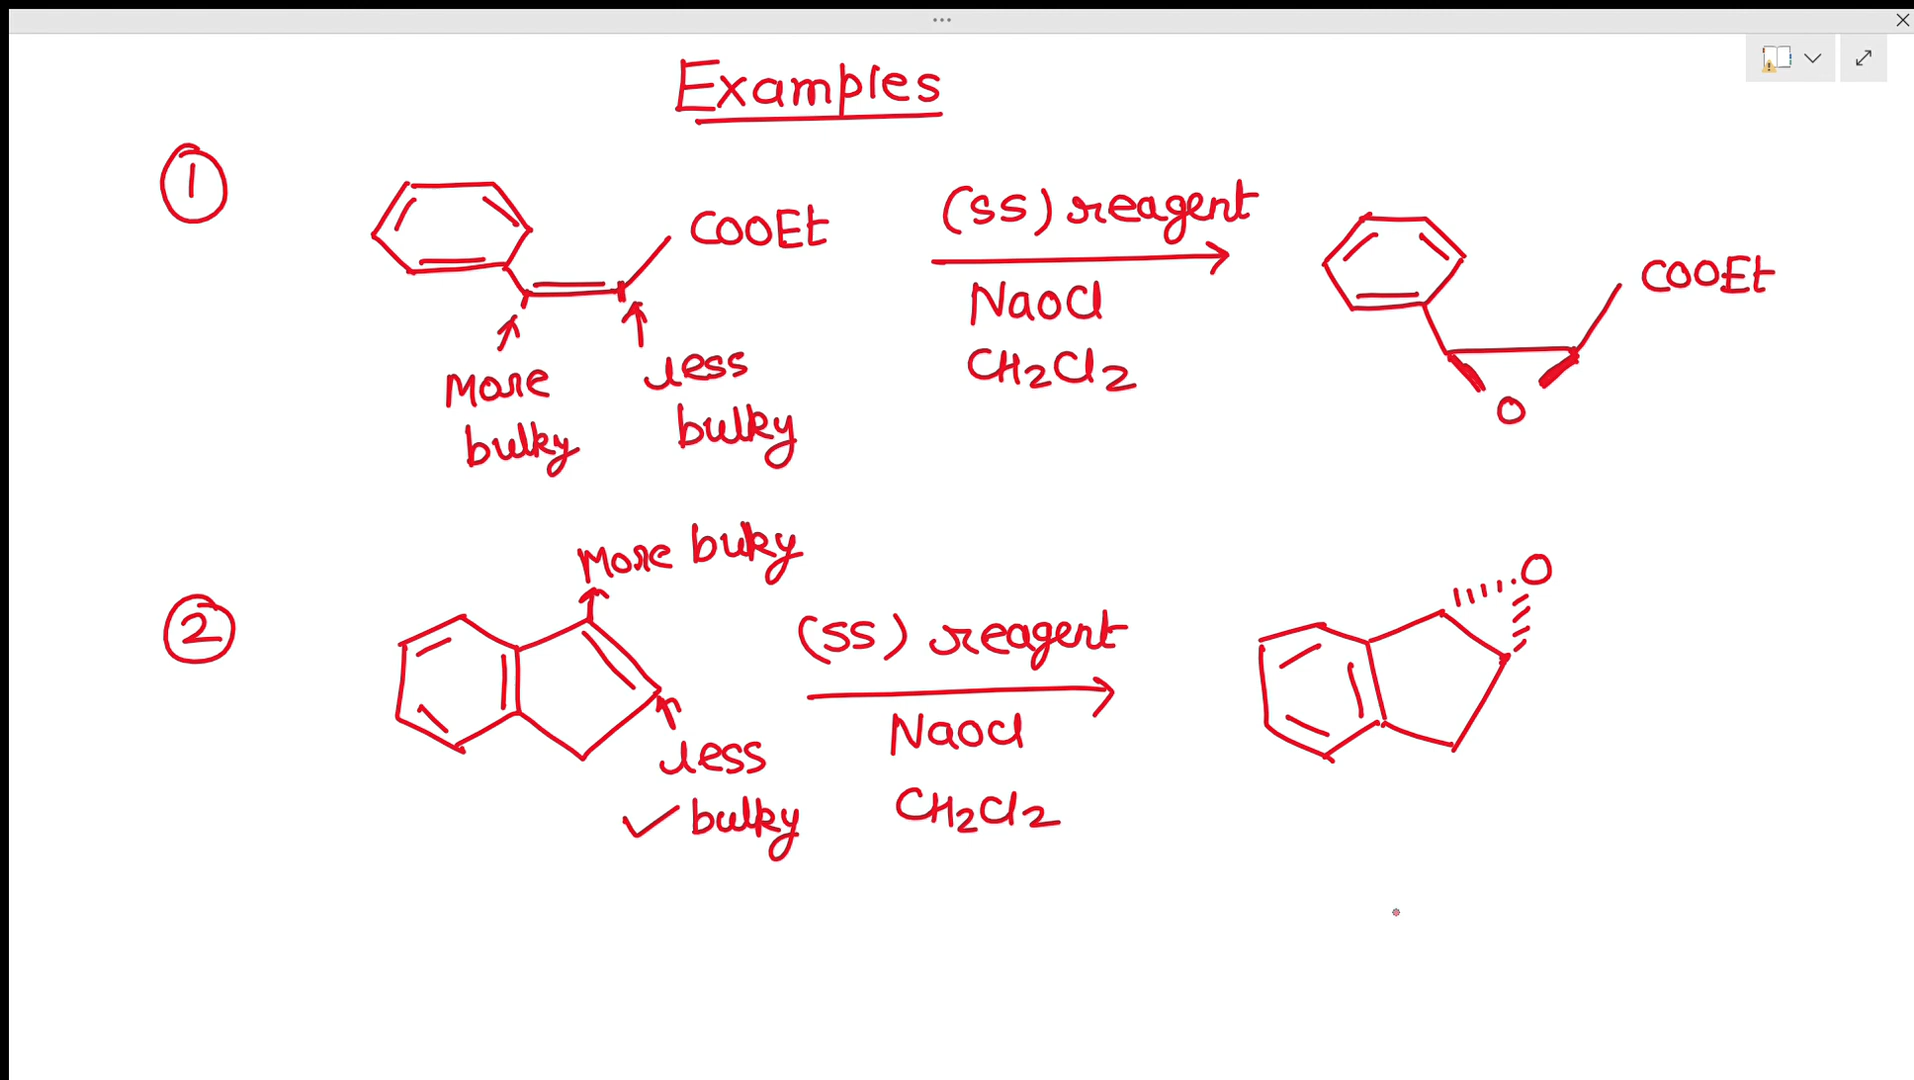 Examples
1
COOEt
(SS) reagent
NaOCl
CH2Cl2
COOEt
O
More
bulky
less
bulky
2
More buky
(SS) reagent
NaOCl
CH2Cl2
O
less
bulky